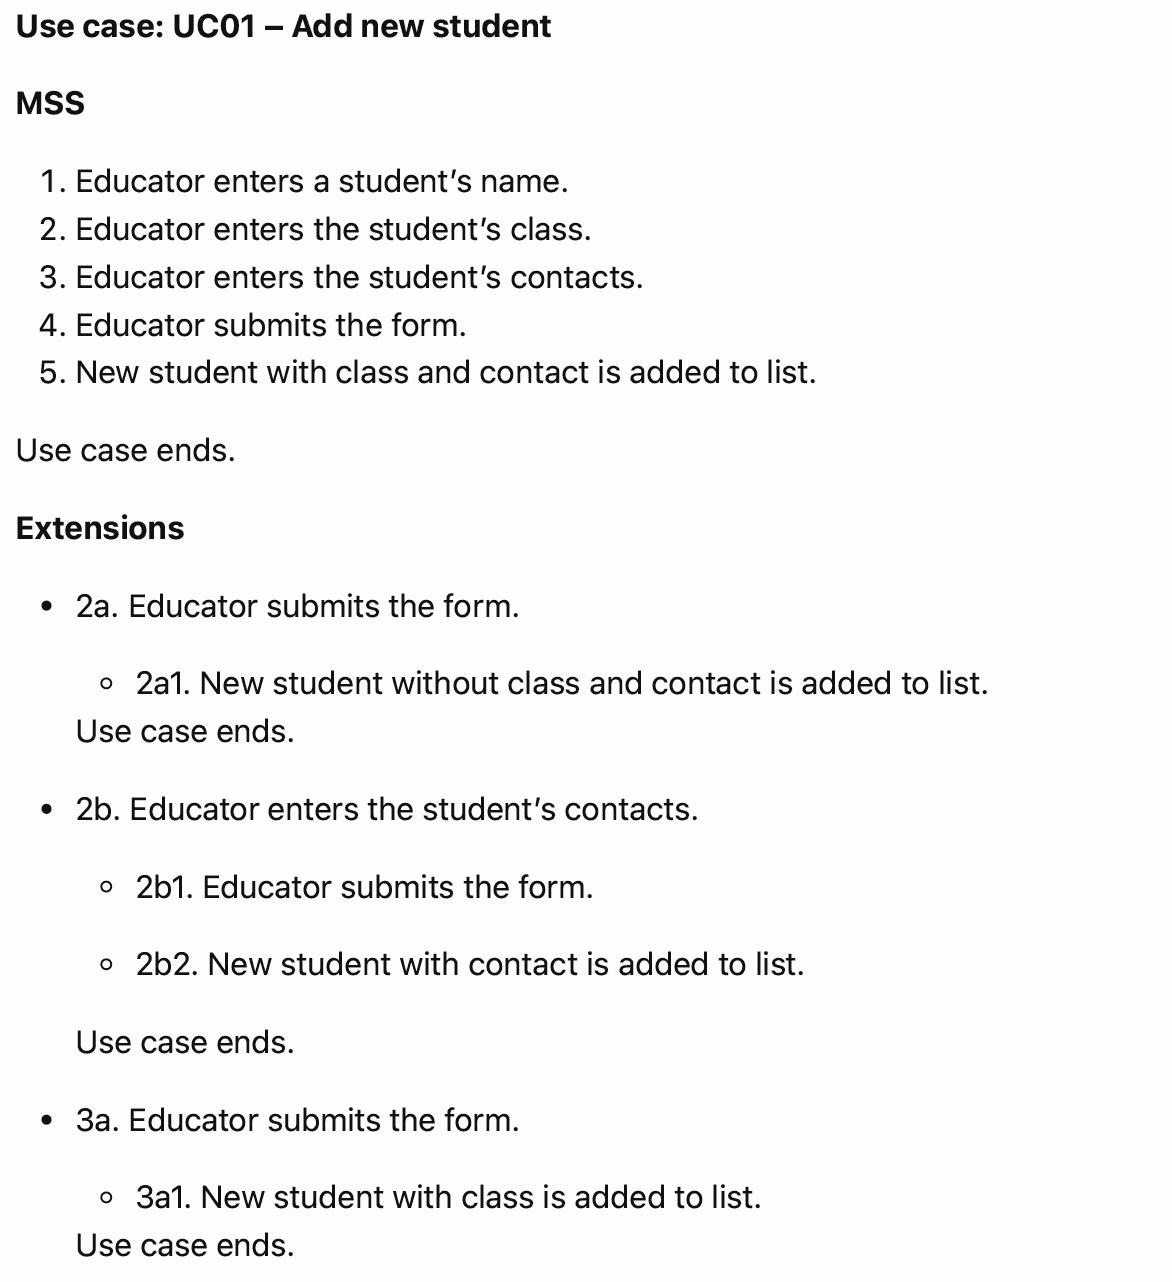 Use case: UC01 – Add new student
MSS
1. Educator enters a student’s name.
2. Educator enters the student’s class.
3. Educator enters the student’s contacts.
4. Educator submits the form.
5. New student with class and contact is added to list.
Use case ends.
Extensions
• 2a. Educator submits the form.
◦ 2a1. New student without class and contact is added to list.
Use case ends.
• 2b. Educator enters the student’s contacts.
◦ 2b1. Educator submits the form.
◦ 2b2. New student with contact is added to list.
Use case ends.
• 3a. Educator submits the form.
◦ 3a1. New student with class is added to list.
Use case ends.